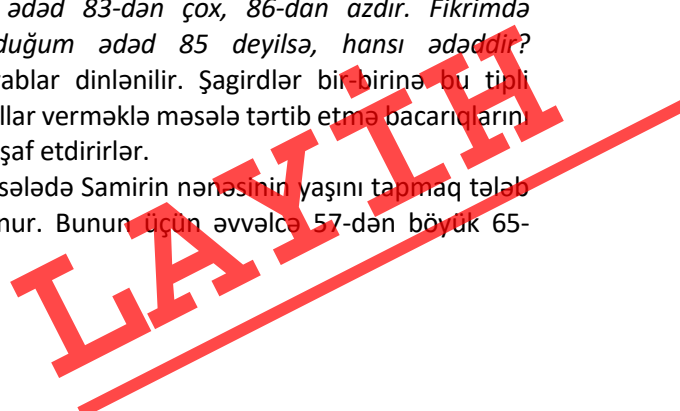 ədəd 83-dən çox, 86-dan azdır. Fikrimdə
duğum ədəd 85 deyilsə, hansı ədəddir?
ablar dinlənilir. Şagirdlər bir-birinə bu tipli
llar verməklə məsələ tərtib etmə bacarıqlarını
şaf etdirirlər.
sələdə Samirin nənəsinin yaşını tapmaq tələb
nur. Bunun üçün əvvəlcə 57-dən böyük 65-
LAYİH